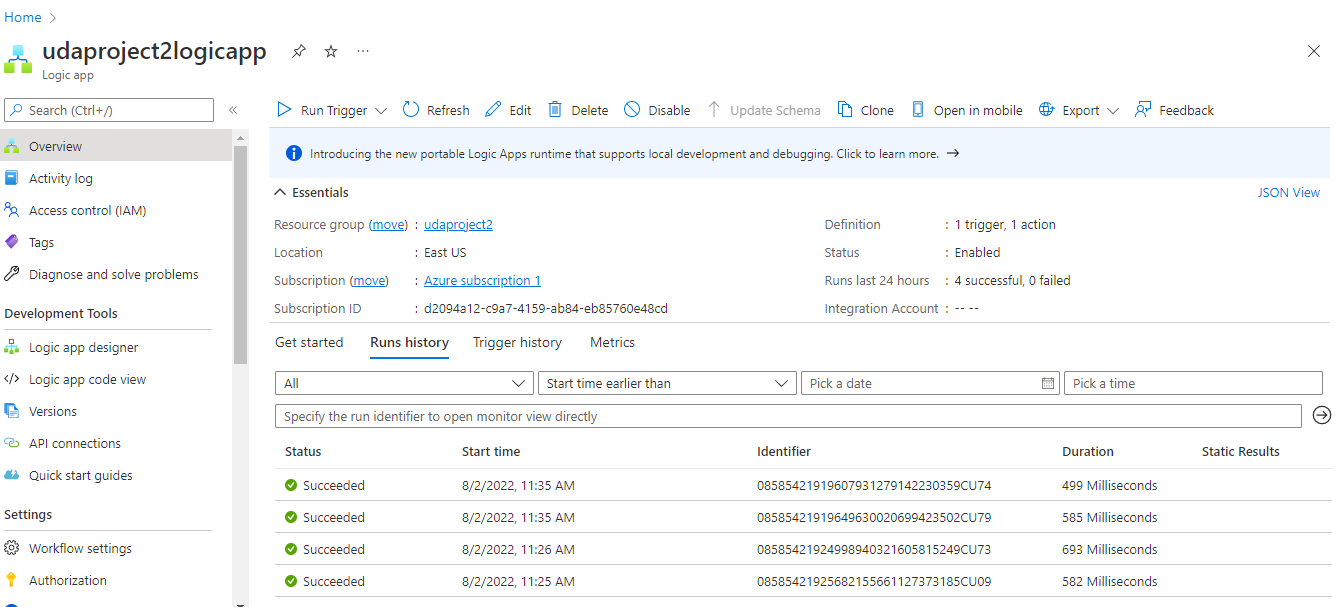 Home
udaproject2logicapp
Logic app
Search (Ctrl+/)
Run Trigger Refresh Edit Delete Disable Update Schema Clone Open in mobile Export Feedback
Overview
Activity log
Access control (IAM)
Tags
Diagnose and solve problems
Development Tools
Logic app designer
Logic app code view
Versions
API connections
Quick start guides
Settings
Workflow settings
Authorization
Introducing the new portable Logic Apps runtime that supports local development and debugging. Click to learn more.
Essentials JSON View
Resource group (move) : udaproject2 Definition : 1 trigger, 1 action
Location : East US Status : Enabled
Subscription (move) : Azure subscription 1 Runs last 24 hours : 4 successful, 0 failed
Subscription ID : d2094a12-c9a7-4159-ab84-eb85760e48cd Integration Account : -- --
Get started Runs history Trigger history Metrics
All Start time earlier than Pick a date Pick a time
Specify the run identifier to open monitor view directly
Status Start time Identifier Duration Static Results
Succeeded 8/2/2022, 11:35 AM 08585421919607931279142230359CU74 499 Milliseconds
Succeeded 8/2/2022, 11:35 AM 08585421919649630020699423502CU79 585 Milliseconds
Succeeded 8/2/2022, 11:26 AM 08585421924998940321605815249CU73 693 Milliseconds
Succeeded 8/2/2022, 11:25 AM 08585421925682155661127373185CU09 582 Milliseconds